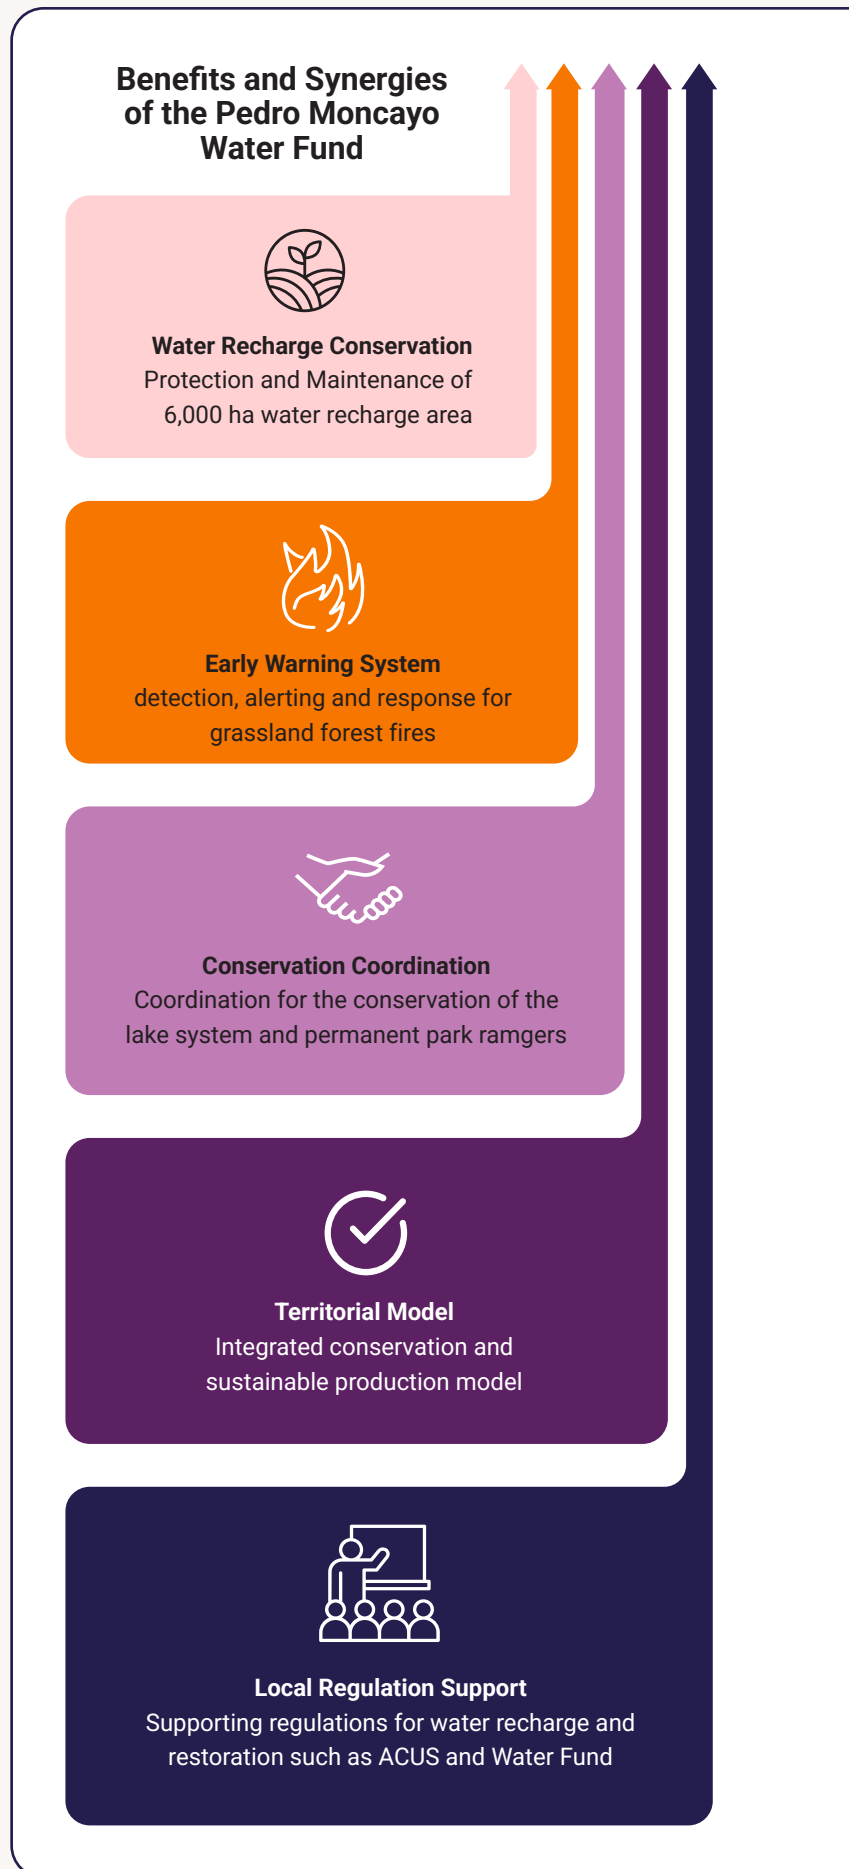 Benefits and Synergies
of the Pedro Moncayo
Water Fund
Water Recharge Conservation
Protection and Maintenance of
6,000 ha water recharge area
Early Warning System
detection, alerting and response for
grassland forest fires
Conservation Coordination
Coordination for the conservation of the
lake system and permanent park ramgers
Territorial Model
Integrated conservation and
sustainable production model
Local Regulation Support
Supporting regulations for water recharge and
restoration such as ACUS and Water Fund